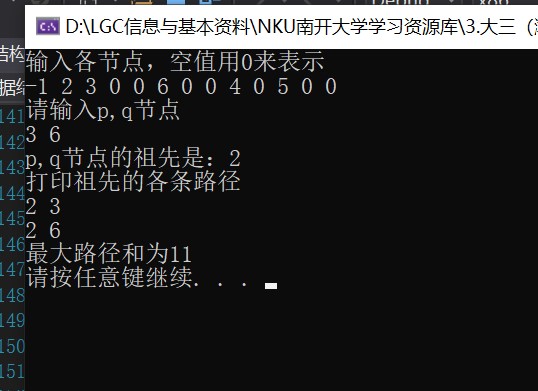 D:\LGC信息与基本资料\NKU南开大学学习资源库\3.大三（
输入各节点，空值用0来表示
-1 2 3 0 0 6 0 0 4 0 5 0 0
请输入p,q节点
3 6
p,q节点的祖先是：2
打印祖先的各条路径
2 3
2 6
最大路径和为11
请按任意键继续. . .
结构
据结
141
142
143
144
145
146
147
148
149
150
151